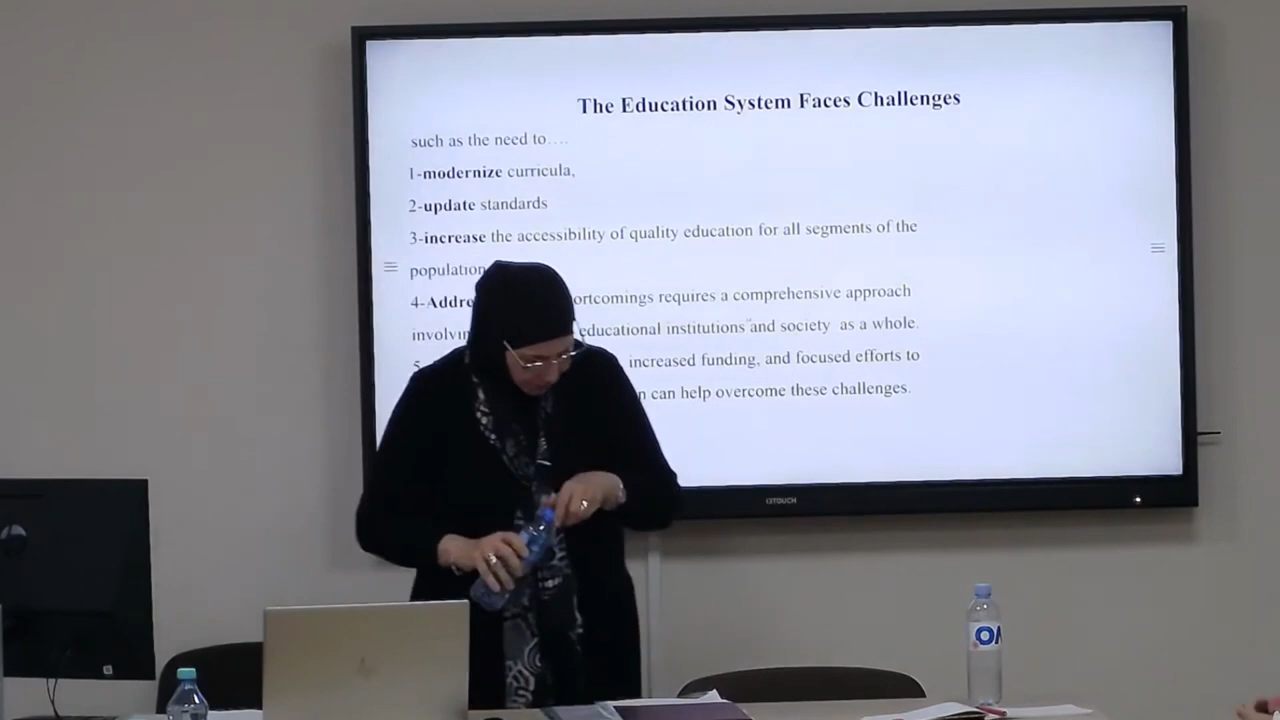 The Education System Faces Challenges
such as the need to....
1-modernize curricula,
2-update standards
3-increase the accessibility of quality education for all segments of the
population
4-Addre ortcomings requires a comprehensive approach
involvin educational institutions and society as a whole.
5 increased funding, and focused efforts to
n can help overcome these challenges.